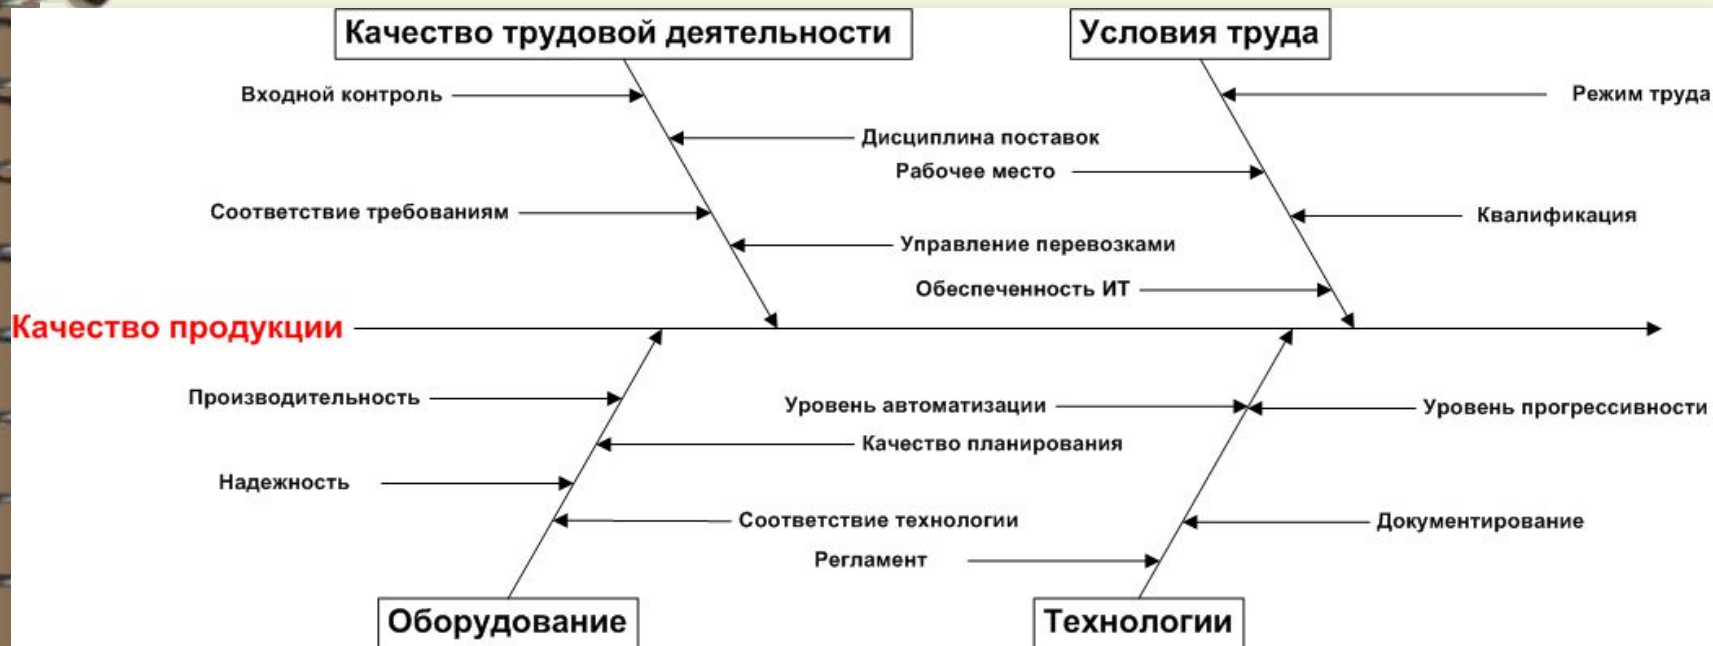 Качество трудовой деятельности
Условия труда
Входной контроль
Режим труда
Дисциплина поставок
Рабочее место
Соответствие требованиям
Квалификация
Управление перевозками
Обеспеченность ИТ
Качество продукции
Производительность
Уровень автоматизации
Уровень прогрессивности
Качество планирования
Надежность
Соответствие технологии
Документирование
Регламент
Оборудование
Технологии